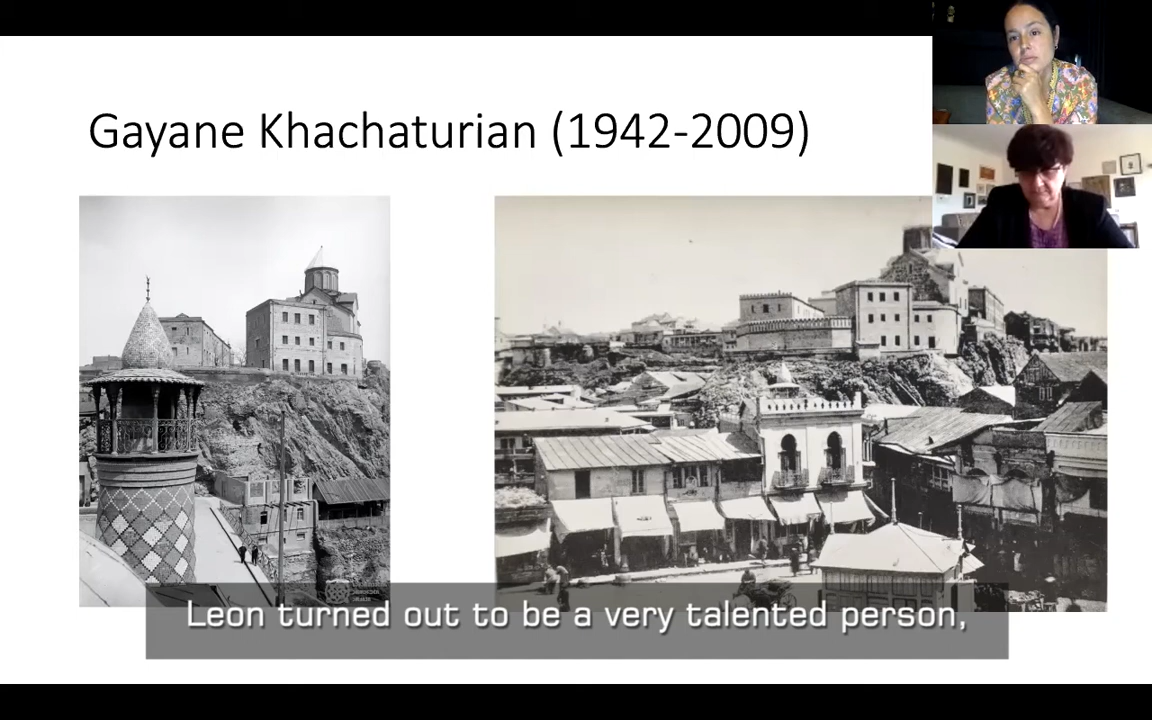 Gayane Khachaturian (1942-2009)
Leon turned out to be a very talented person,